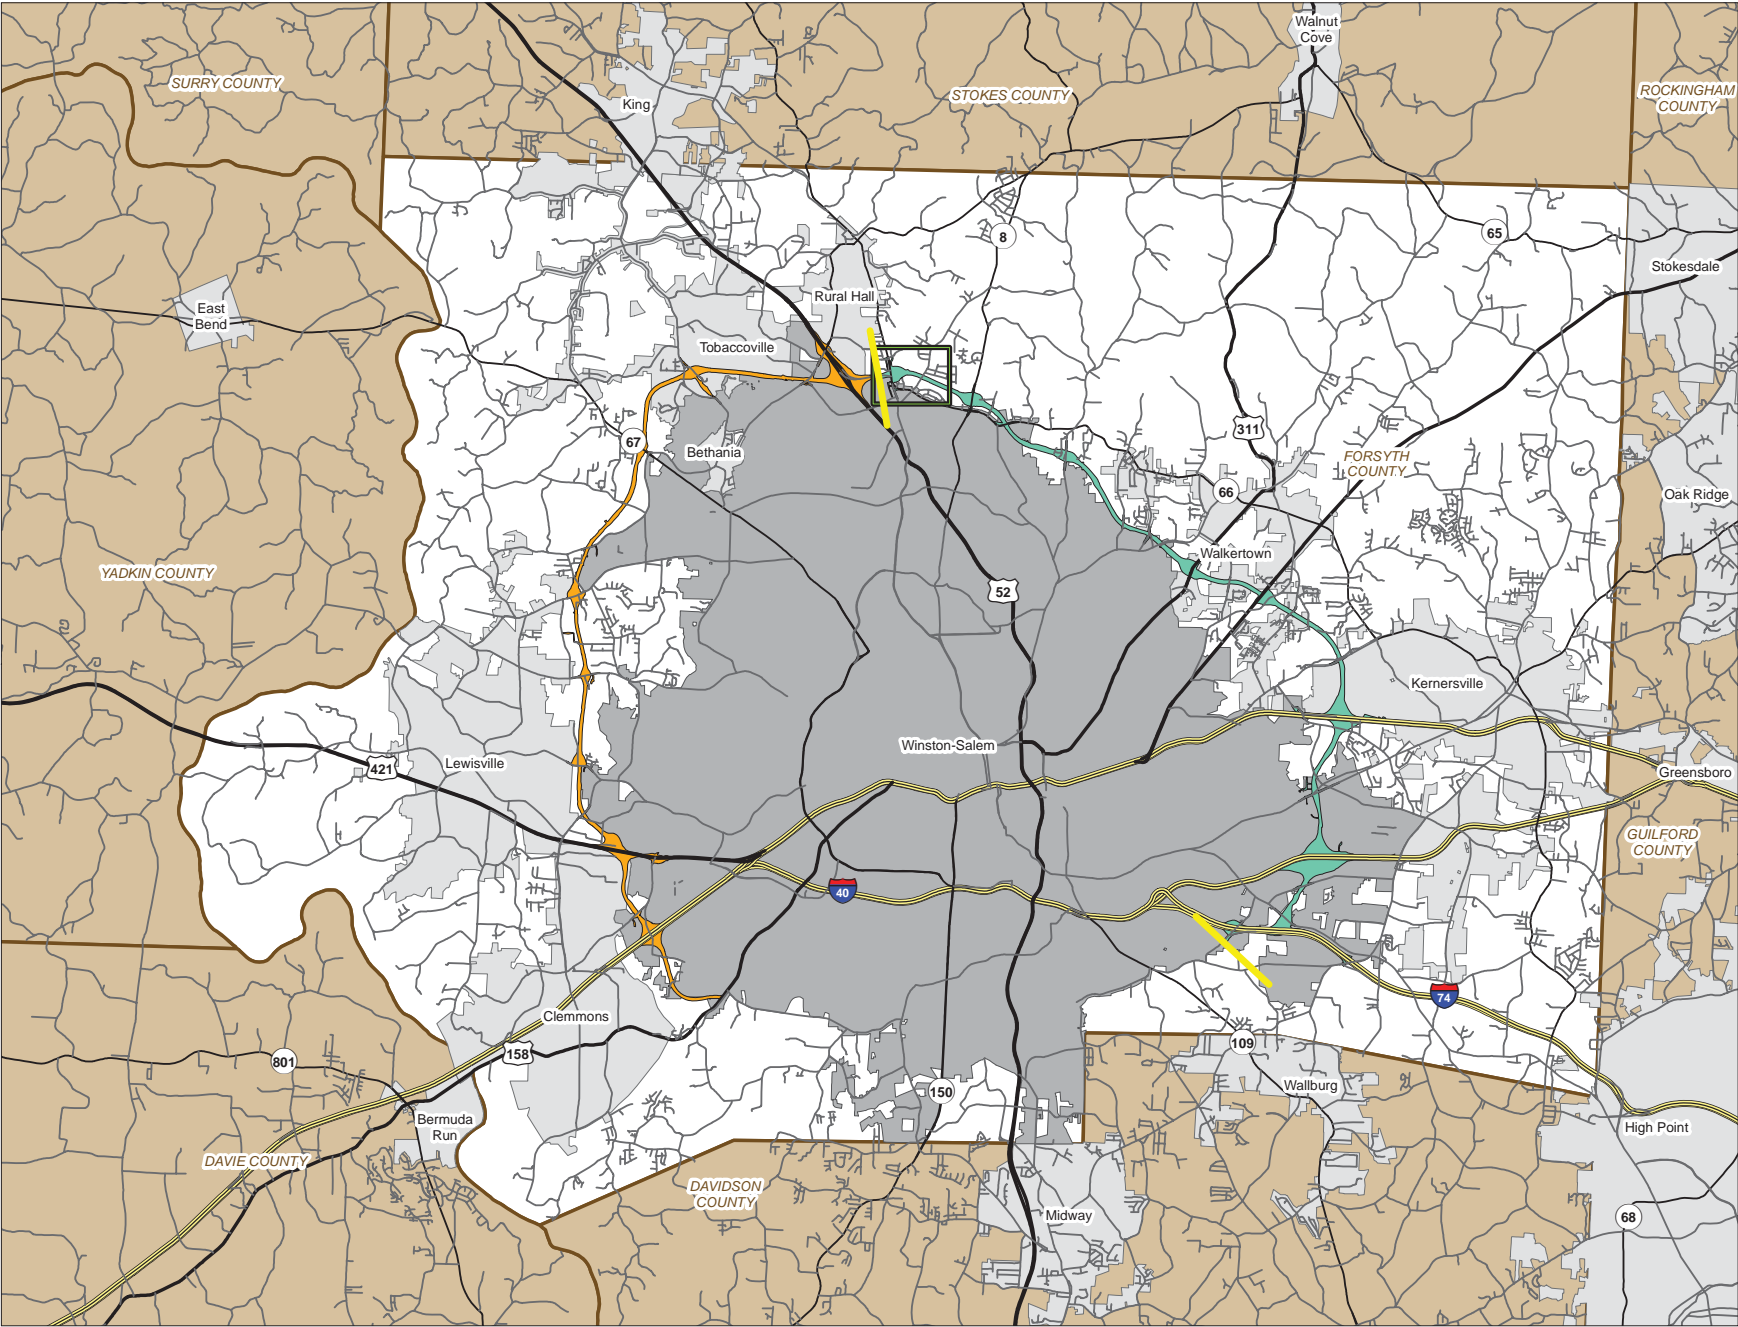 Walnut
Cove
SURRY COUNTY
STOKES COUNTY
ROCKINGHAM
COUNTY
King
8
65
Stokesdale
East
Bend
Rural Hall
Tobaccoville
67
Bethania
311
FORSYTH
COUNTY
66
Oak Ridge
Walkertown
YADKIN COUNTY
52
Kernersville
Winston-Salem
421
Lewisville
Greensboro
GUILFORD
COUNTY
40
74
Clemmons
158
801
109
Wallburg
150
Bermuda
Run
High Point
DAVIE COUNTY
DAVIDSON
COUNTY
Midway
68